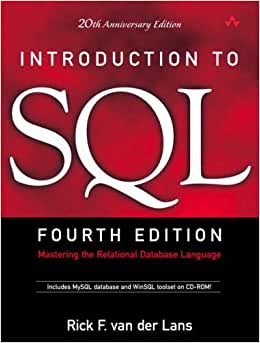 20th Anniversary Edition
INTRODUCTION TO
SQL
FOURTH EDITION
Mastering the Relational Database Language
Includes MySQL database and WinSQL toolset on CD-ROM!
Rick F. van der Lans